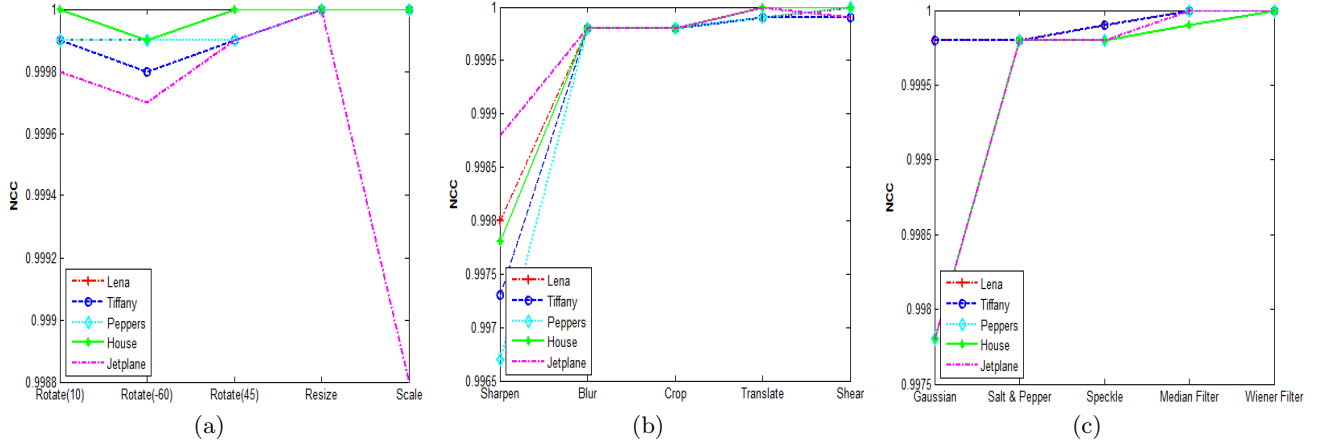 1
0.9998
0.9996
0.9994
0.9992
0.999
0.9988
NCC
Lena
Tiffany
Peppers
House
Jetplane
Rotate(10) Rotate(-60) Rotate(45) Resize Scale
(a)
1
0.9995
0.999
0.9985
0.998
0.9975
0.997
0.9965
NCC
Lena
Tiffany
Peppers
House
Jetplane
Sharpen Blur Crop Translate Shear
(b)
1
0.9995
0.999
0.9985
0.998
0.9975
NCC
Lena
Tiffany
Peppers
House
Jetplane
Gaussian Salt & Pepper Speckle Median Filter Wiener Filter
(c)